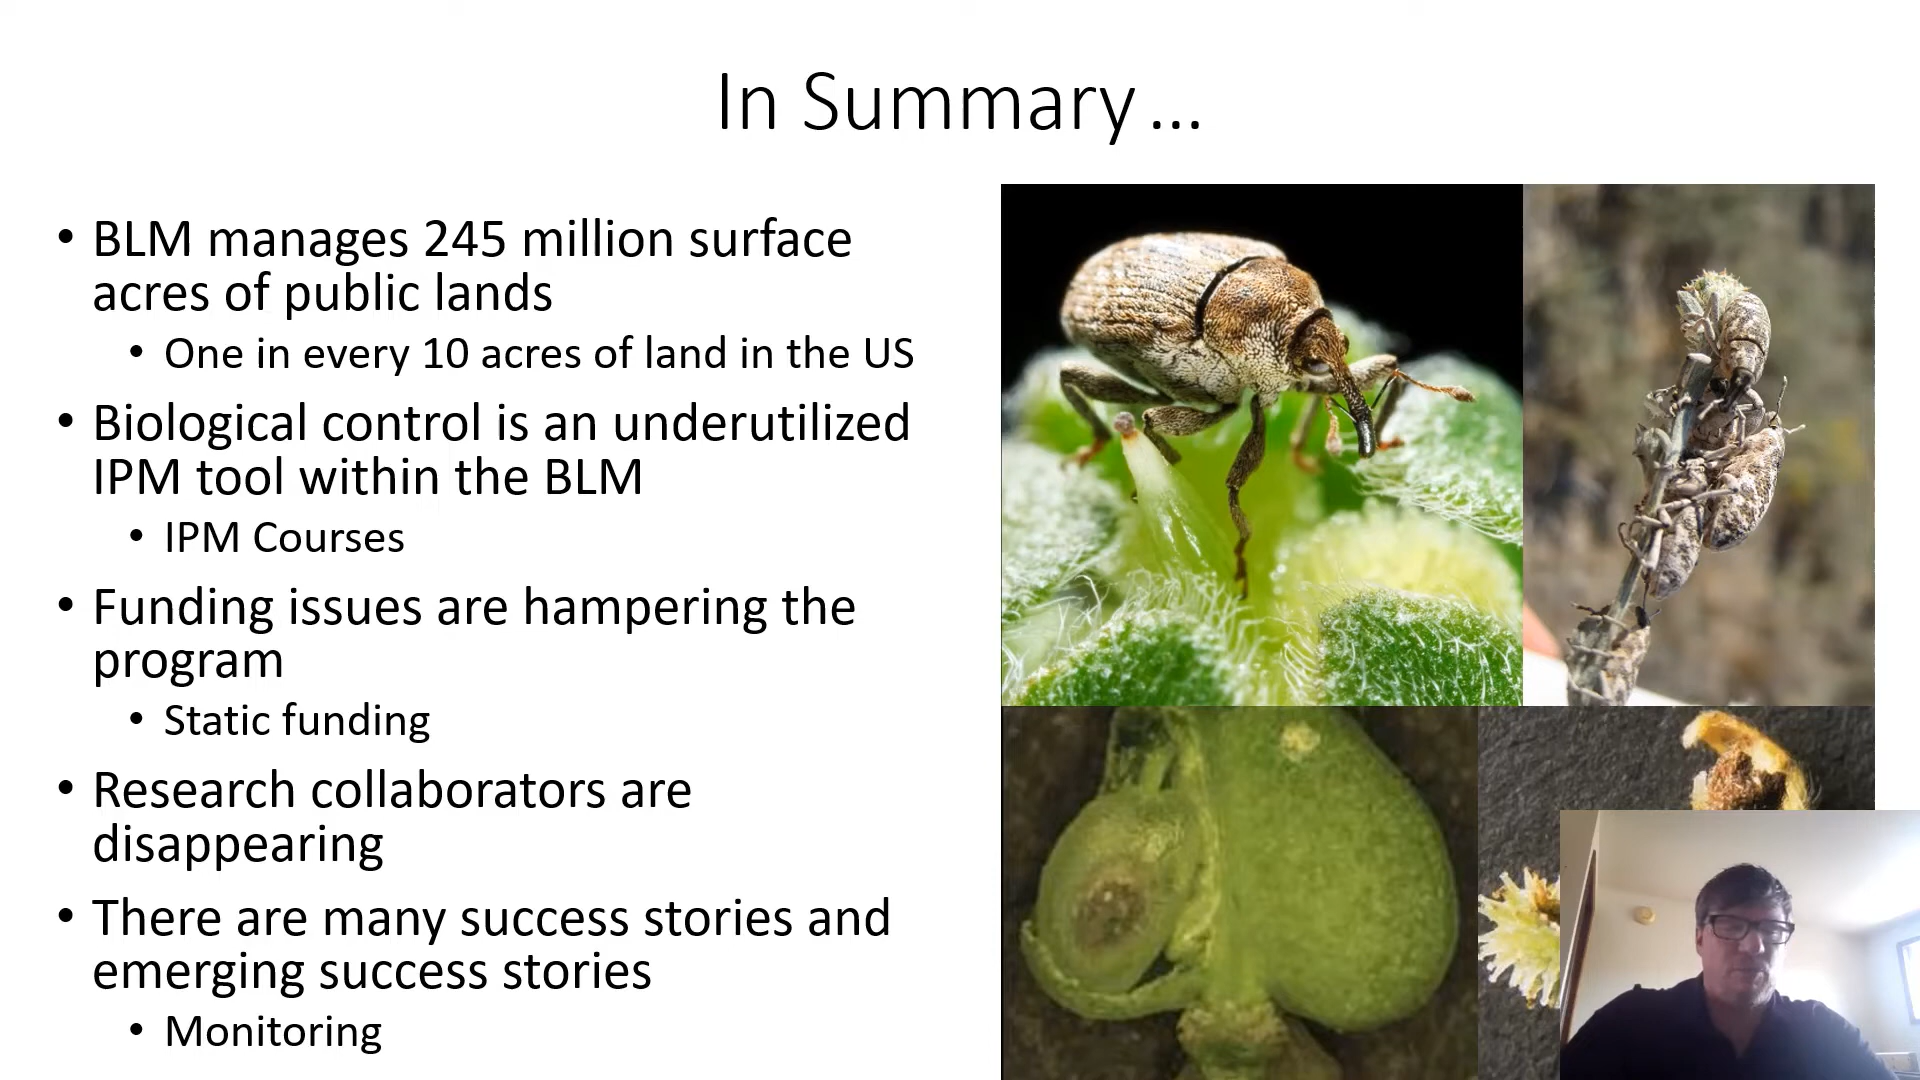 In Summary…
• BLM manages 245 million surface
acres of public lands
• One in every 10 acres of land in the US
• Biological control is an underutilized
IPM tool within the BLM
• IPM Courses
• Funding issues are hampering the
program
• Static funding
• Research collaborators are
disappearing
• There are many success stories and
emerging success stories
• Monitoring